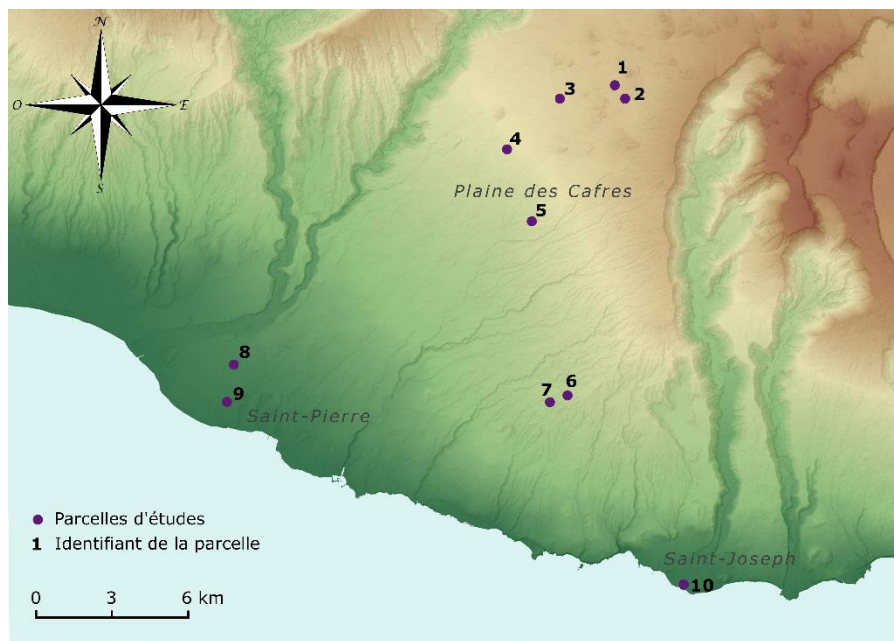 N
O
E
S
1
3
2
4
Plaine des Cafres
5
8
6
7
9
Saint-Pierre
Parcelles d'études
1 Identifiant de la parcelle
Saint-Joseph
10
0 3 6 km